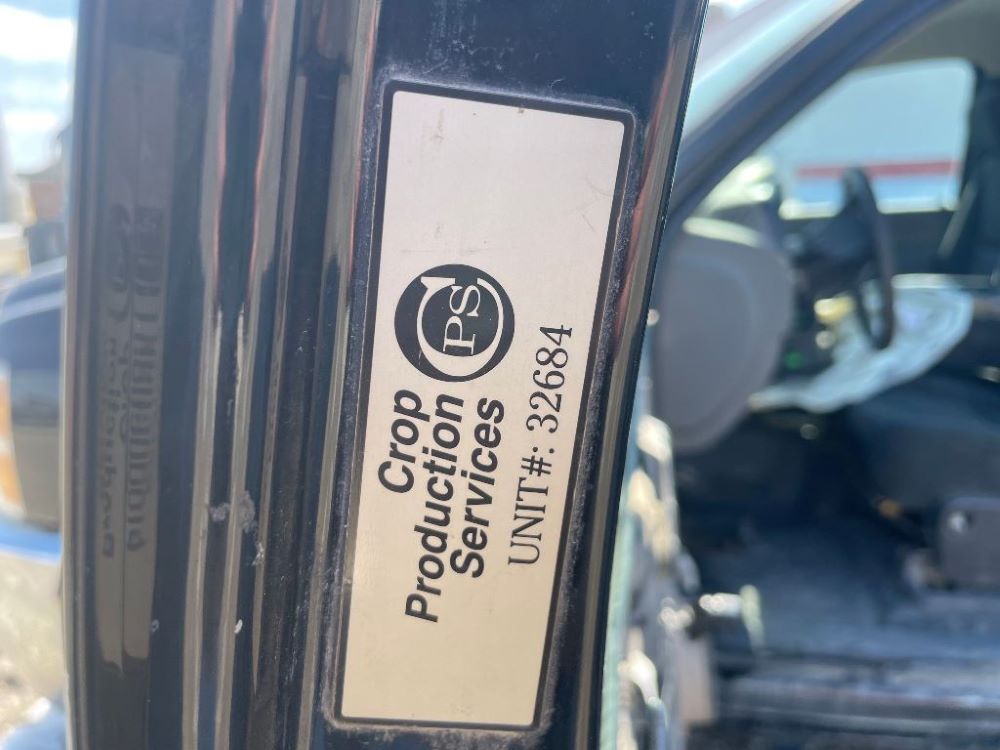 CPS
Crop
Production
Services
UNIT#: 32684